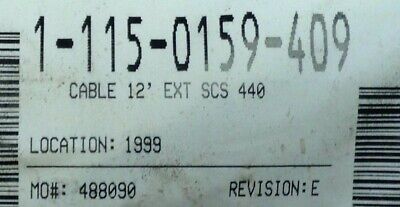 1-115-0159-409
CABLE 12' EXT SCS 440
LOCATION: 1999
MO#: 488090 REVISION: E